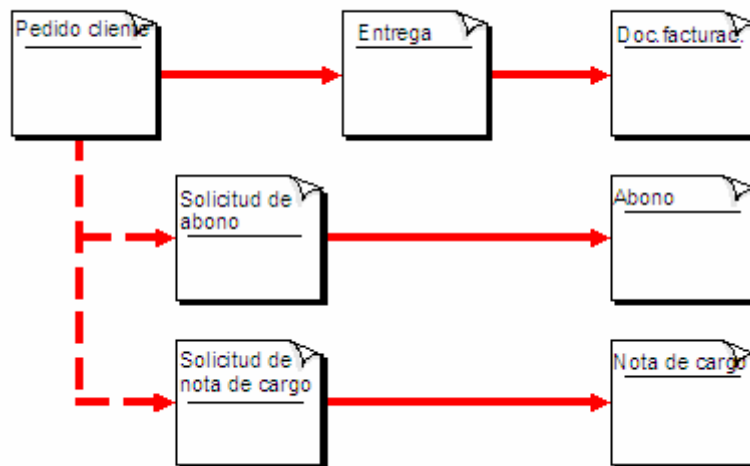 Pedido cliente
Entrega
Doc.facturac.
Solicitud de
abono
Abono
Solicitud de
nota de cargo
Nota de cargo